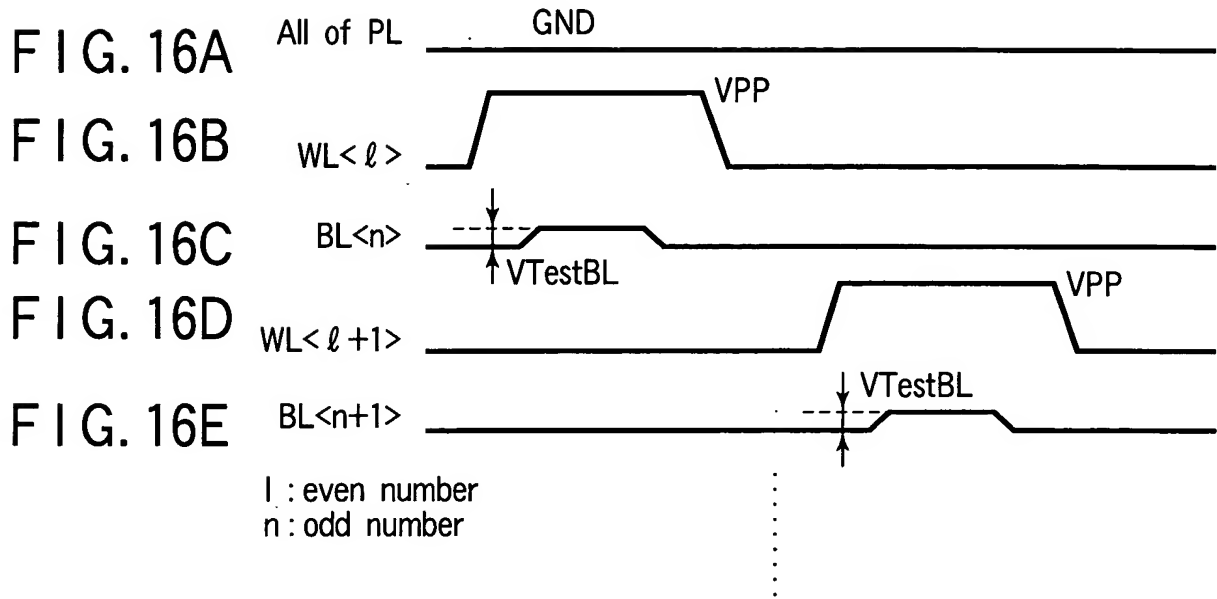 FIG. 16A All of PL GND
FIG. 16B WL<ℓ> VPP
FIG. 16C BL<n> VTestBL
FIG. 16D WL<ℓ+1> VPP
FIG. 16E BL<n+1> VTestBL
l : even number
n : odd number